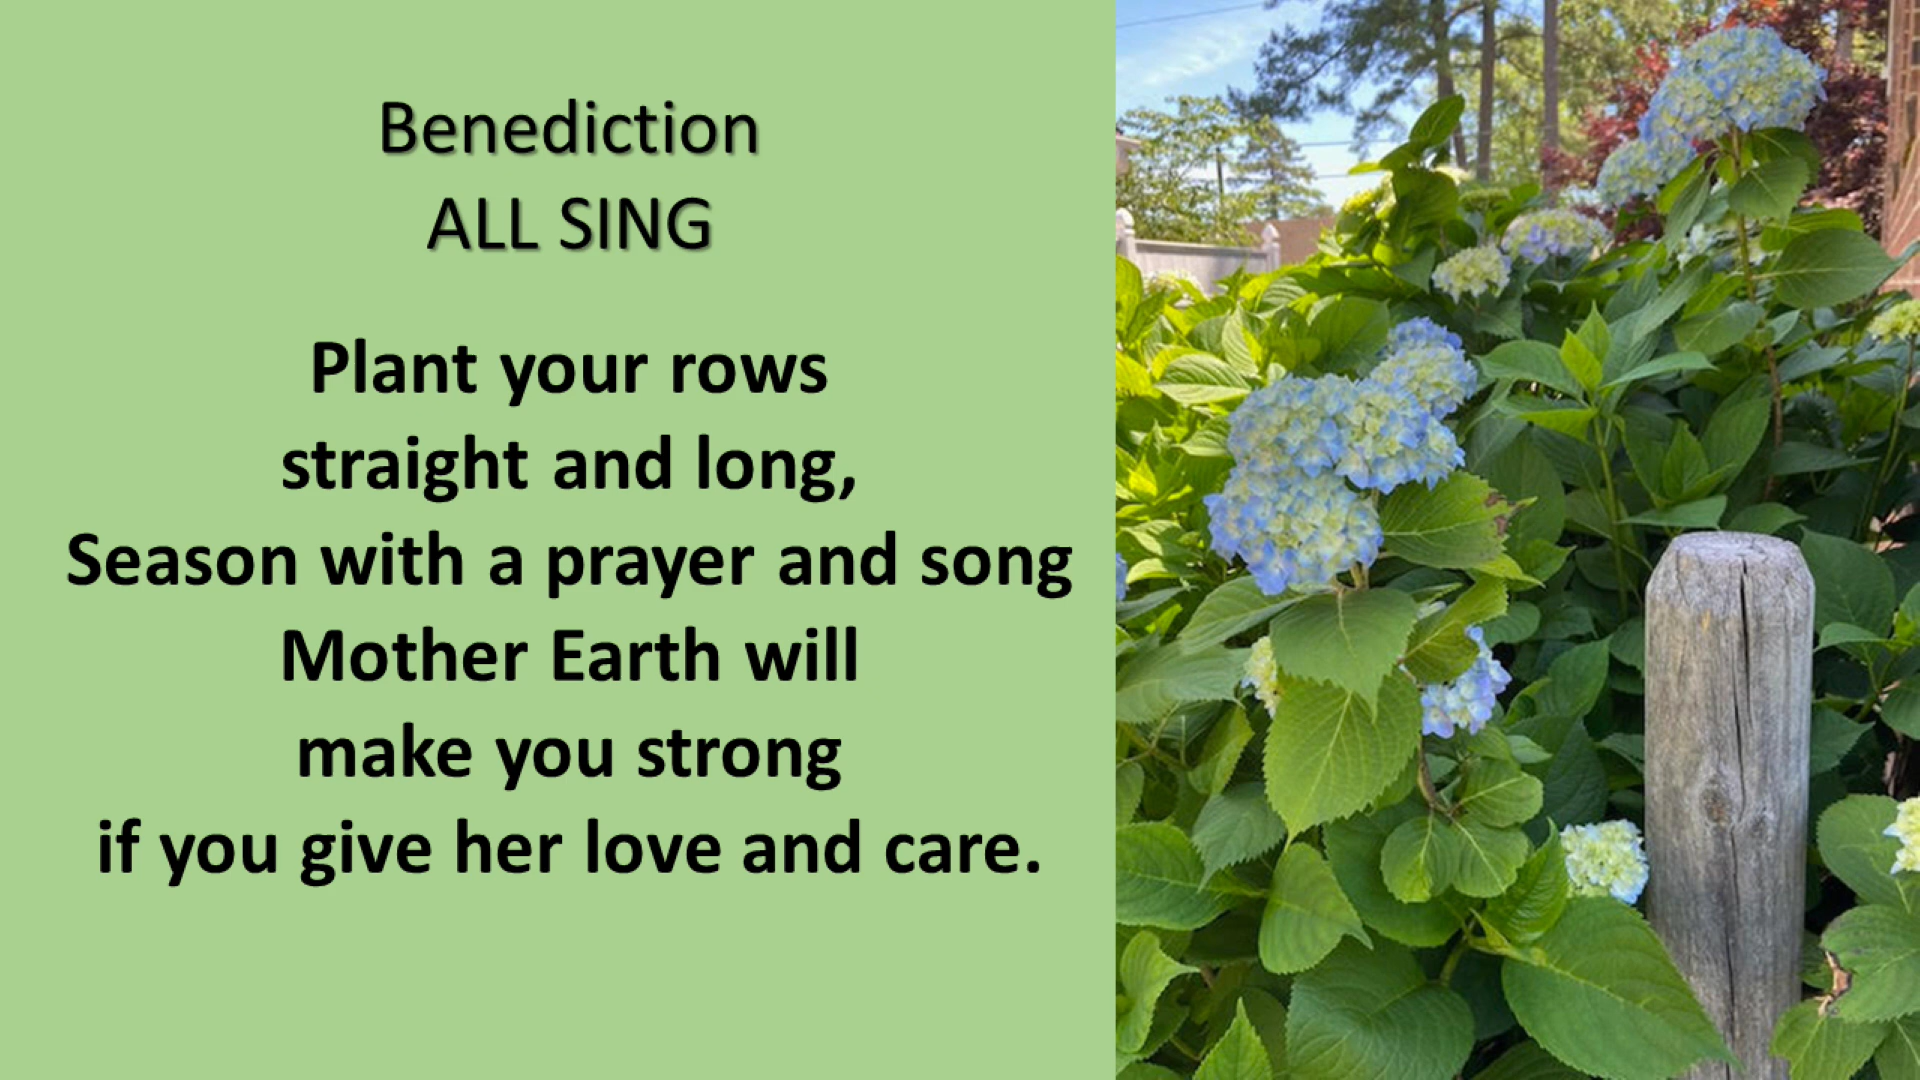 Benediction
ALL SING
Plant your rows
straight and long,
Season with a prayer and song
Mother Earth will
make you strong
if you give her love and care.